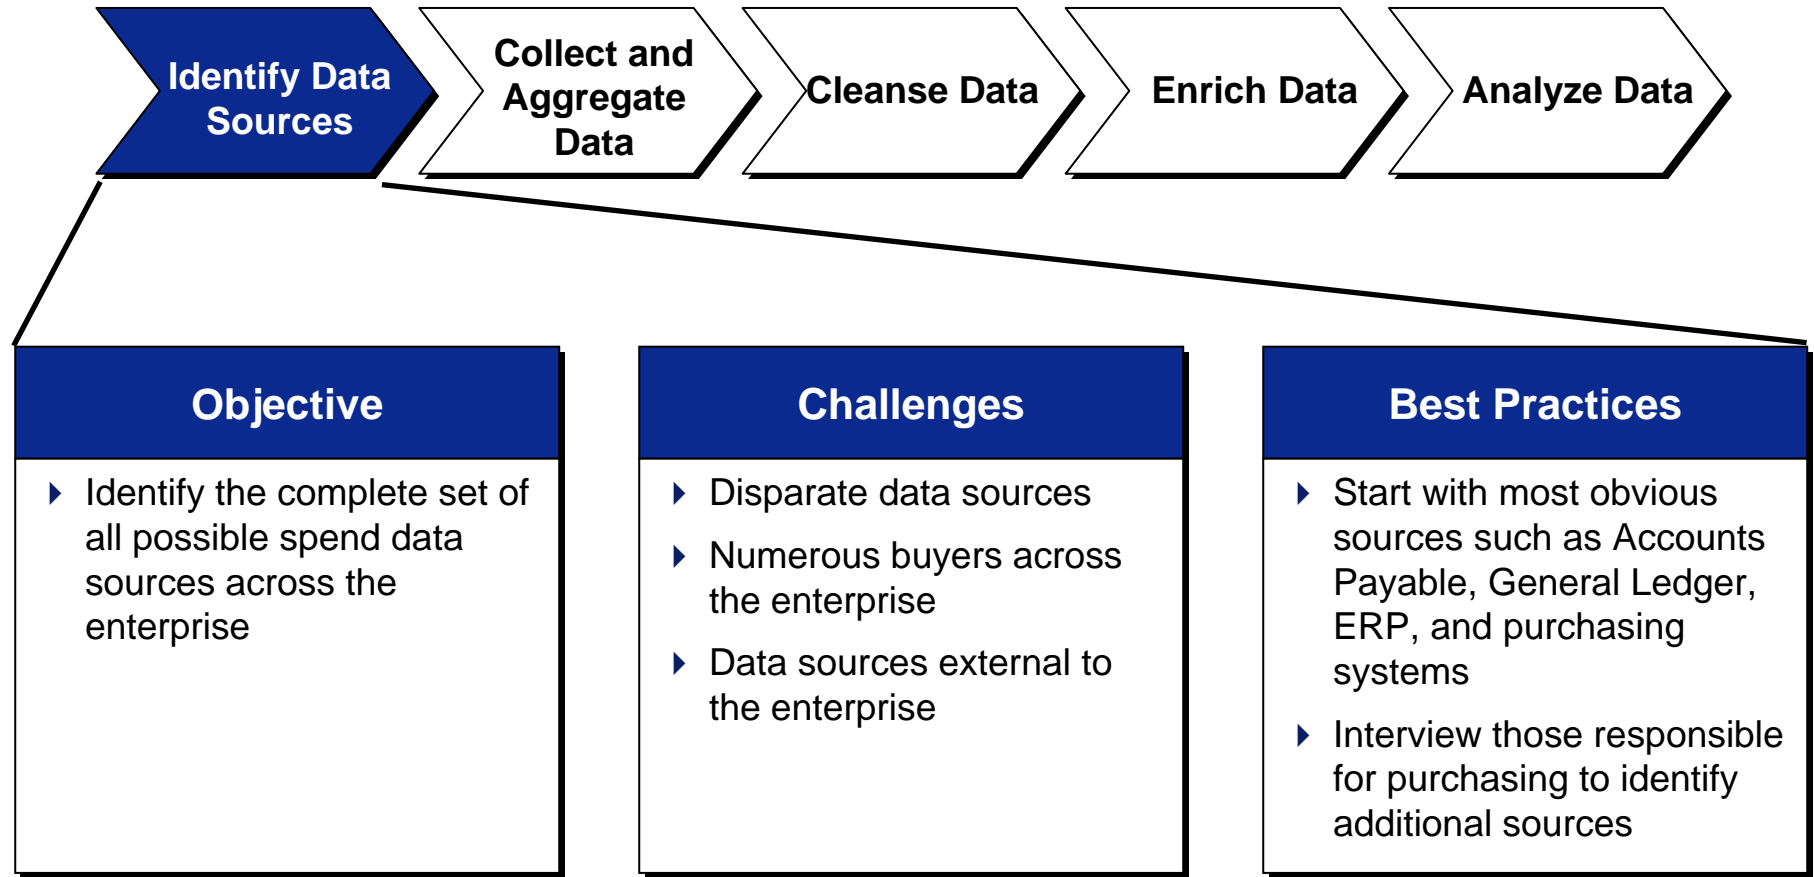 Identify Data
Sources
Collect and
Aggregate
Data
Cleanse Data
Enrich Data
Analyze Data
Objective
Identify the complete set of
all possible spend data
sources across the
enterprise
Challenges
Disparate data sources
Numerous buyers across
the enterprise
Data sources external to
the enterprise
Best Practices
Start with most obvious
sources such as Accounts
Payable, General Ledger,
ERP, and purchasing
systems
Interview those responsible
for purchasing to identify
additional sources